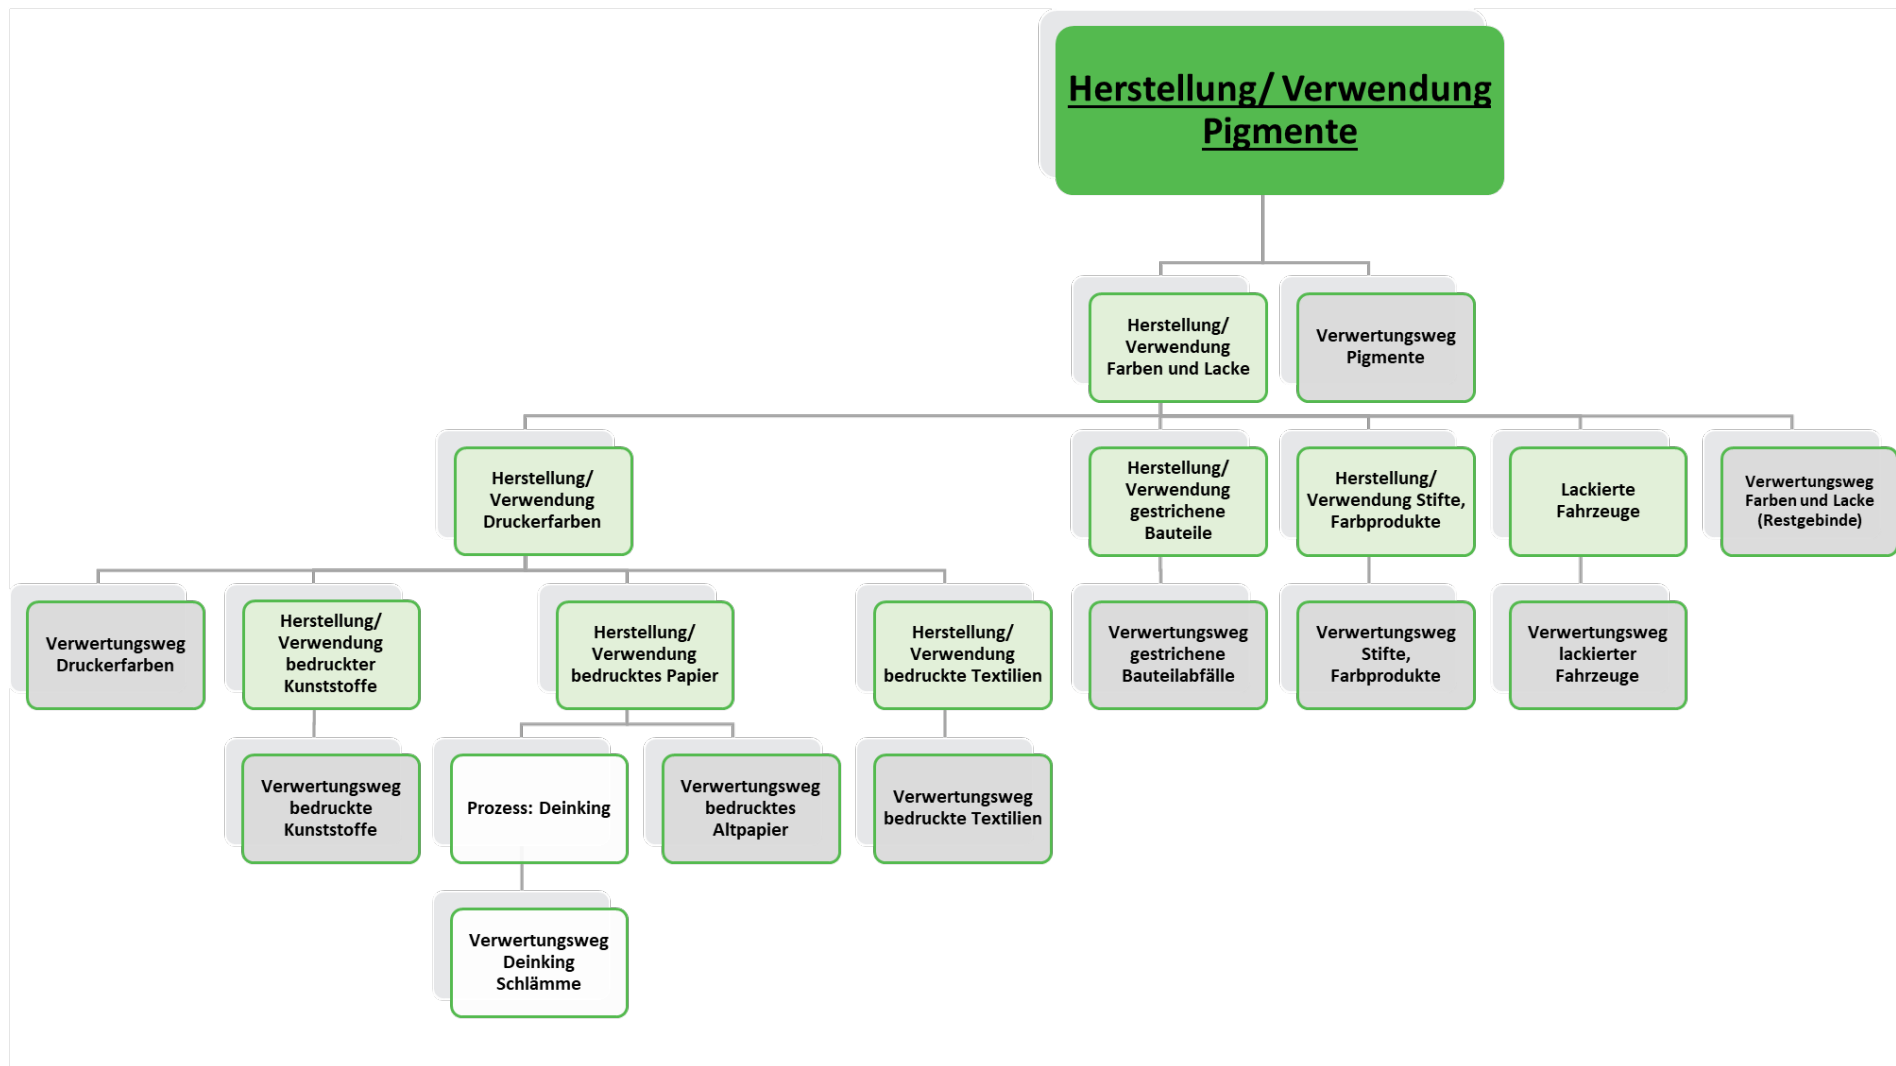 Herstellung/ Verwendung
Pigmente
Herstellung/
Verwendung
Farben und Lacke
Verwertungsweg
Pigmente
Herstellung/
Verwendung
Druckerfarben
Herstellung/
Verwendung
gestrichene
Bauteile
Herstellung/
Verwendung Stifte,
Farbprodukte
Lackierte
Fahrzeuge
Verwertungsweg
Farben und Lacke
(Restgebinde)
Verwertungsweg
Druckerfarben
Herstellung/
Verwendung
bedruckter
Kunststoffe
Herstellung/
Verwendung
bedrucktes Papier
Herstellung/
Verwendung
bedruckte Textilien
Verwertungsweg
gestrichene
Bauteilabfälle
Verwertungsweg
Stifte,
Farbprodukte
Verwertungsweg
lackierter
Fahrzeuge
Verwertungsweg
bedruckte
Kunststoffe
Prozess: Deinking
Verwertungsweg
bedrucktes
Altpapier
Verwertungsweg
bedruckte Textilien
Verwertungsweg
Deinking
Schlämme